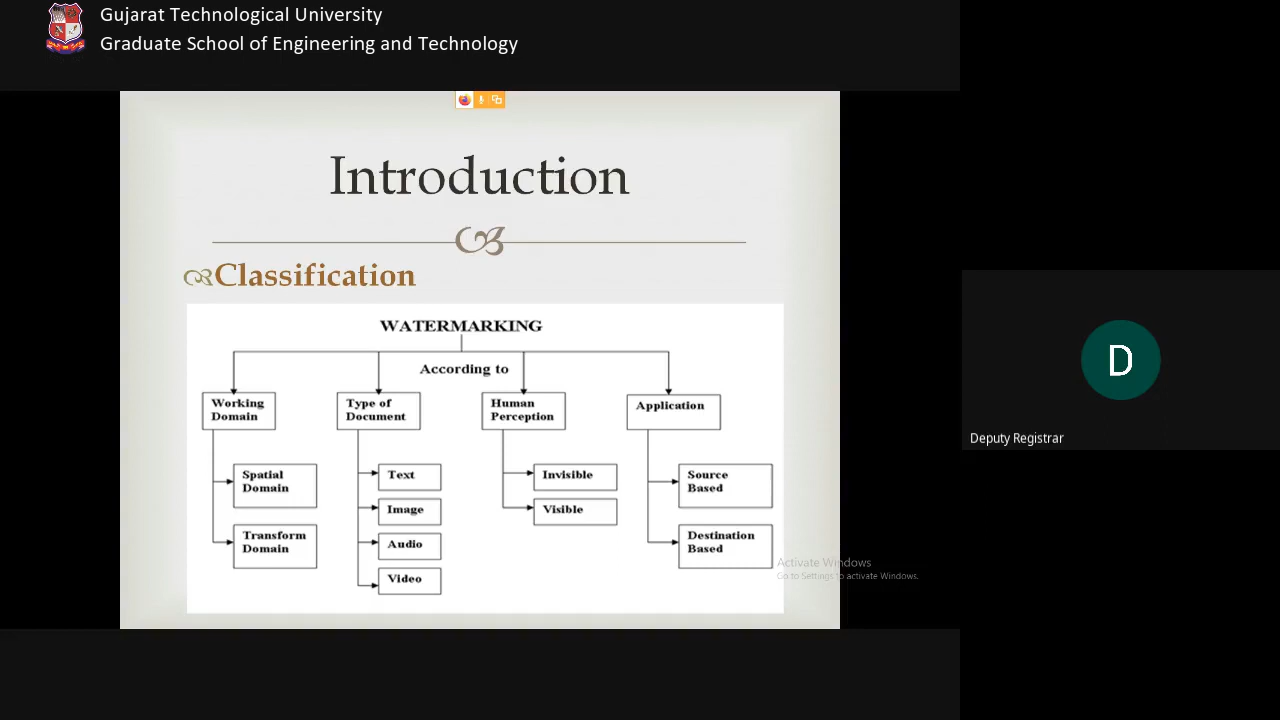 Gujarat Technological University
Graduate School of Engineering and Technology
Introduction
Classification
WATERMARKING
According to
Working
Domain
Type of
Document
Human
Perception
Application
Spatial
Domain
Transform
Domain
Text
Image
Audio
Video
Invisible
Visible
Source
Based
Destination
Based
Activate Windows
Go to Settings to activate Windows.
D
Deputy Registrar